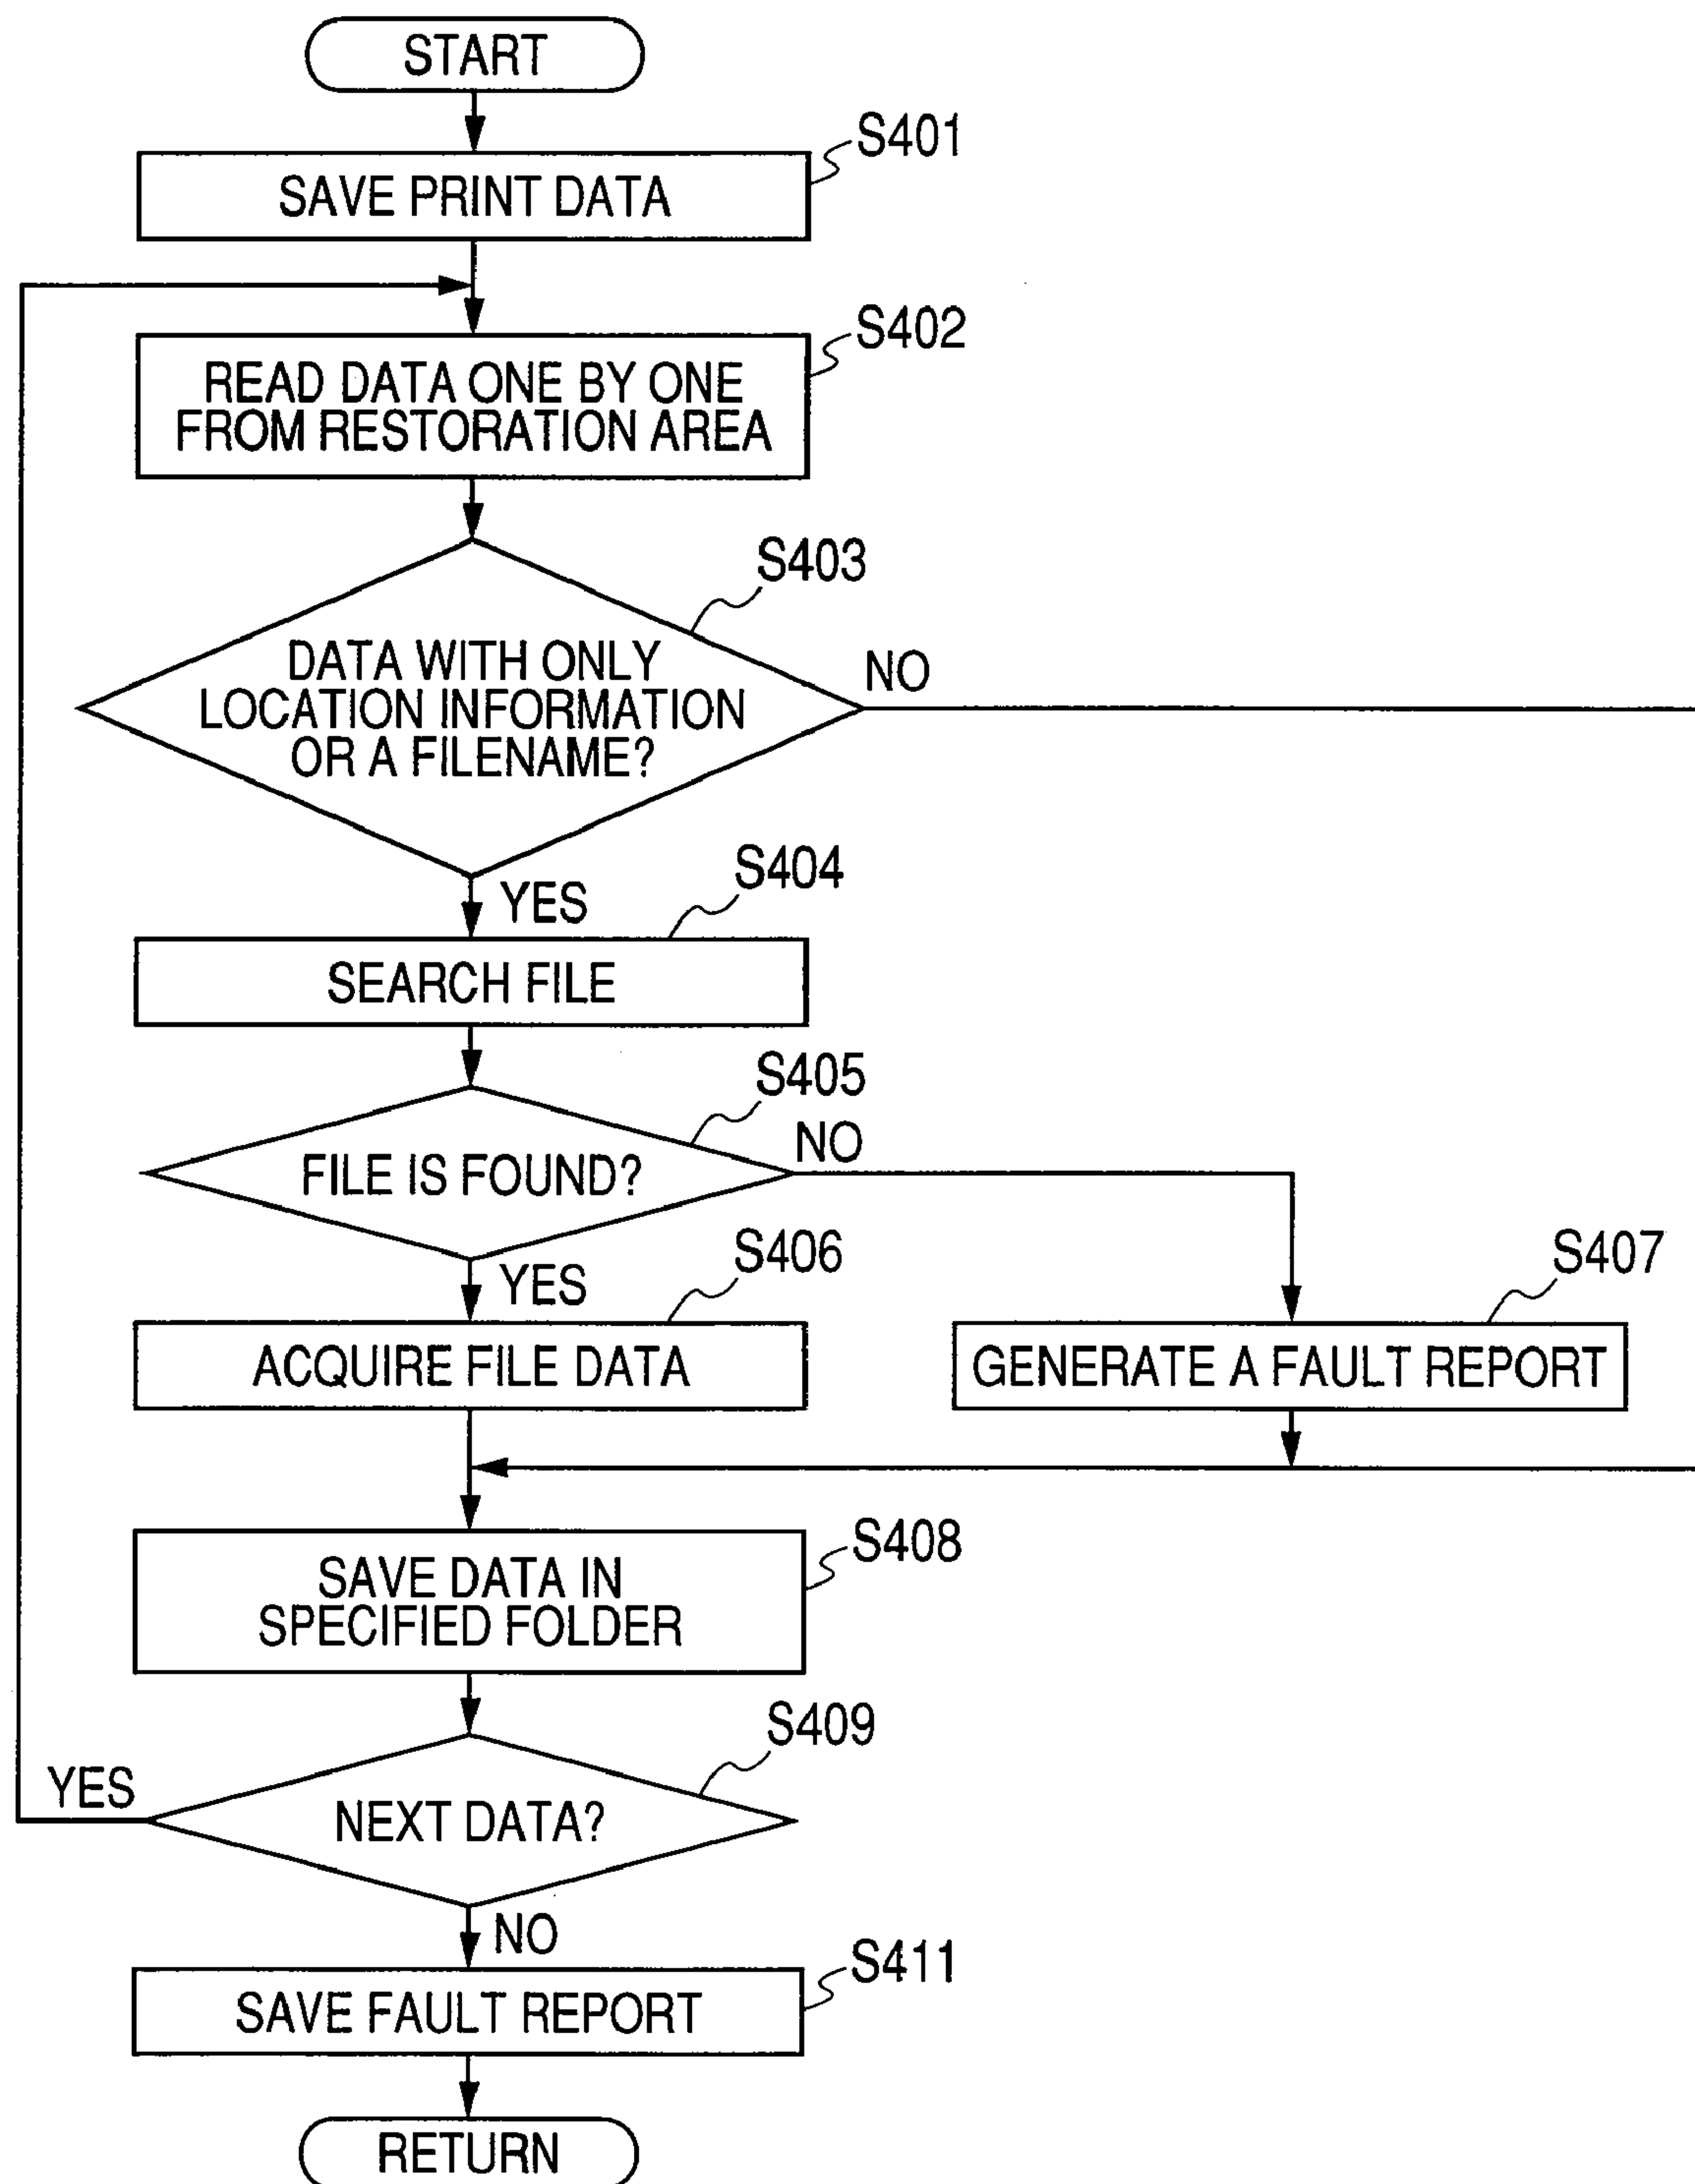 START
S401
SAVE PRINT DATA
S402
READ DATA ONE BY ONE
FROM RESTORATION AREA
S403
DATA WITH ONLY
LOCATION INFORMATION
OR A FILENAME?
NO
S404
YES
SEARCH FILE
S405
FILE IS FOUND?
NO
S406
YES
S407
ACQUIRE FILE DATA
GENERATE A FAULT REPORT
S408
SAVE DATA IN
SPECIFIED FOLDER
S409
YES
NEXT DATA?
NO
S411
SAVE FAULT REPORT
RETURN